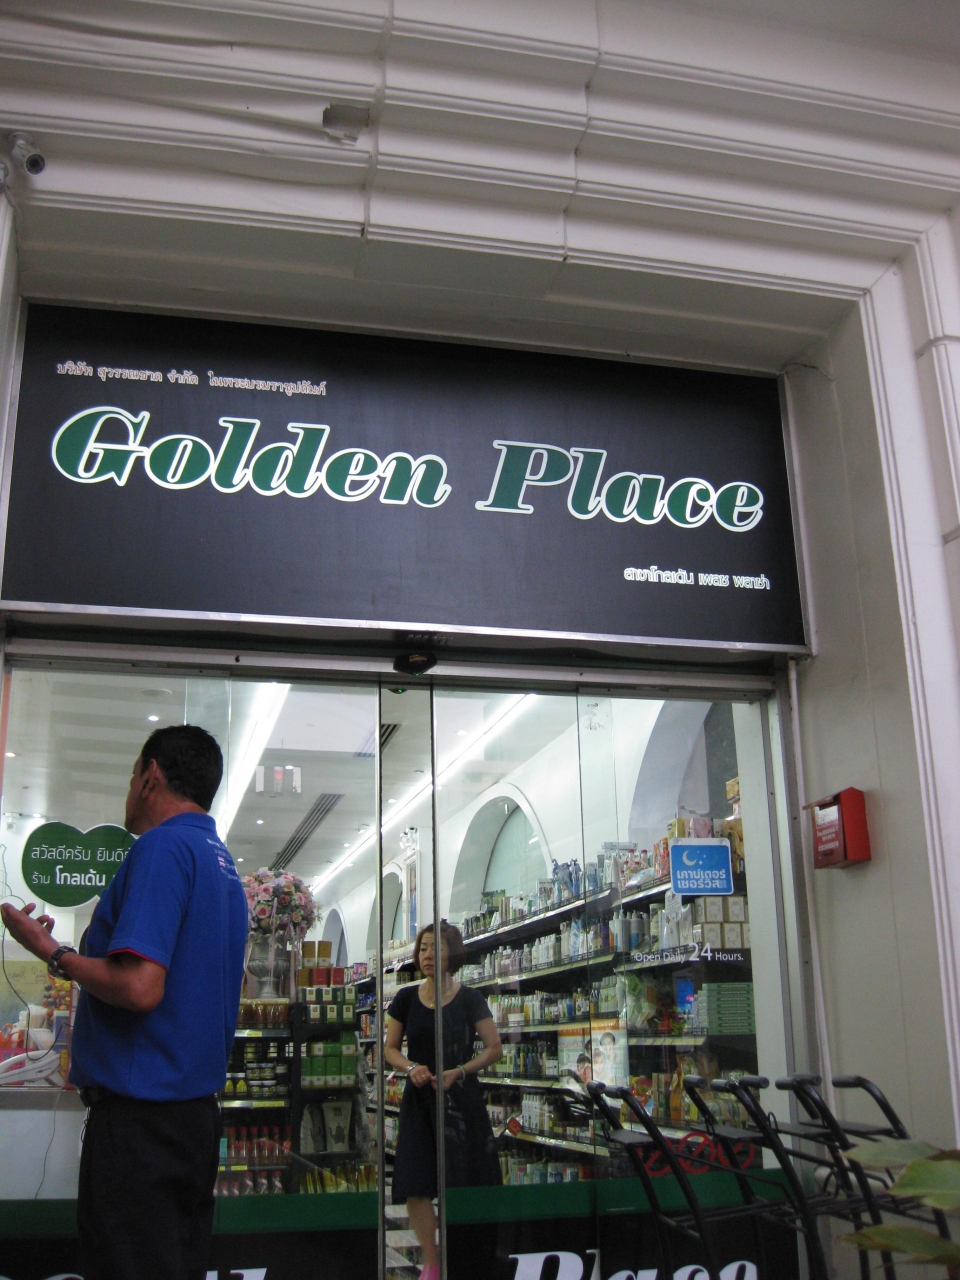 บริษัท สุวรรณชาด จำกัด ในพระบรมราชูปถัมภ์
Golden Place
สาขาโกลเด้น เพลซ พลาซ่า
สวัสดีครับ ยินดี
ร้าน โกลเด้น
เคาน์เตอร์
เซอร์วิส
Open Daily 24 Hours.
Place